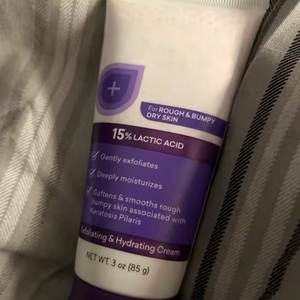 For ROUGH & BUMPY
DRY SKIN
15% LACTIC ACID
Gently exfoliates
Deeply moisturizes
Softens & smooths rough
bumpy skin associated with
Keratosis Pilaris
Exfoliating & Hydrating Cream
NET WT. 3 oz (85 g)